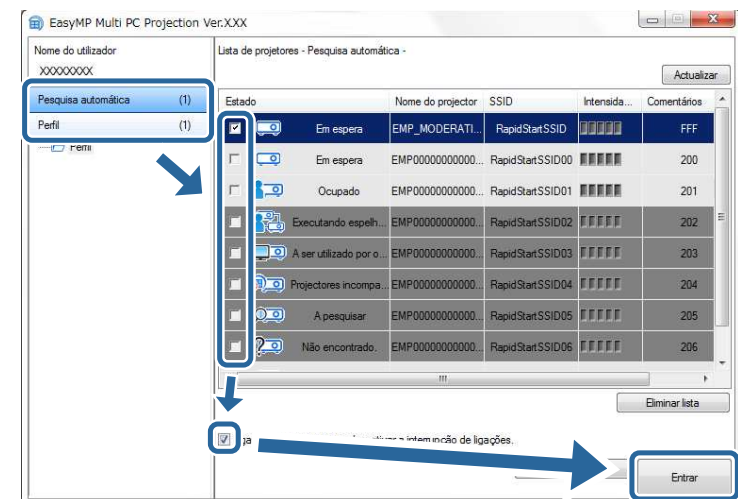 EasyMP Multi PC Projection Ver.XXX
Nome do utilizador
XXXXXXXX
Pesquisa automática (1)
Perfil (1)
Perfil
Lista de projetores - Pesquisa automática -
Actualizar
Estado Nome do projector SSID Intensida... Comentários
Em espera EMP_MODERATI... RapidStartSSID FFF
Em espera EMP00000000000... RapidStartSSID00 200
Ocupado EMP00000000000... RapidStartSSID01 201
Executando espelh... EMP00000000000... RapidStartSSID02 202
A ser utilizado por o... EMP00000000000... RapidStartSSID03 203
Projectores incompa... EMP00000000000... RapidStartSSID04 204
A pesquisar EMP00000000000... RapidStartSSID05 205
Não encontrado. EMP00000000000... RapidStartSSID06 206
Eliminar lista
interrupção de ligações.
Entrar